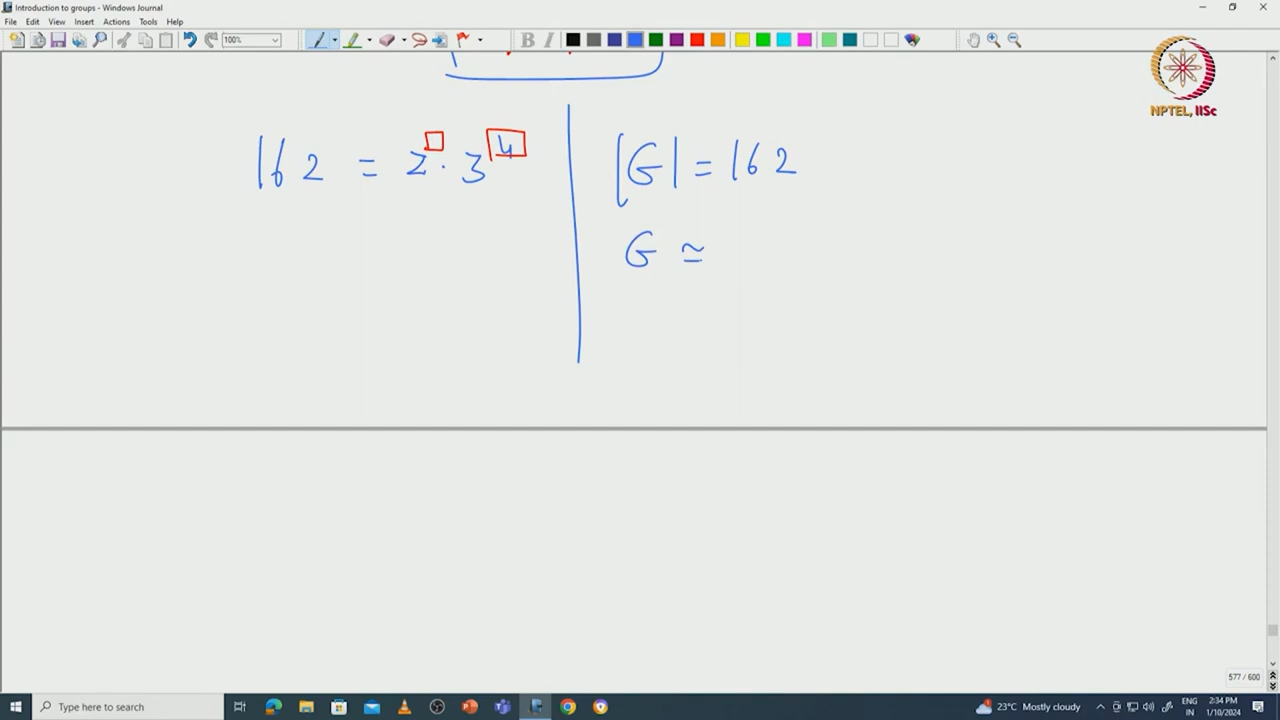 Introduction to groups - Windows Journal
File Edit View Insert Actions Tools Help
100%
B I
NPTEL, IISc
162 = 2 · 3^4
|G| = 162
G ≃
577 / 600
Type here to search
23°C Mostly cloudy
ENG
IN
2:34 PM
1/10/2024